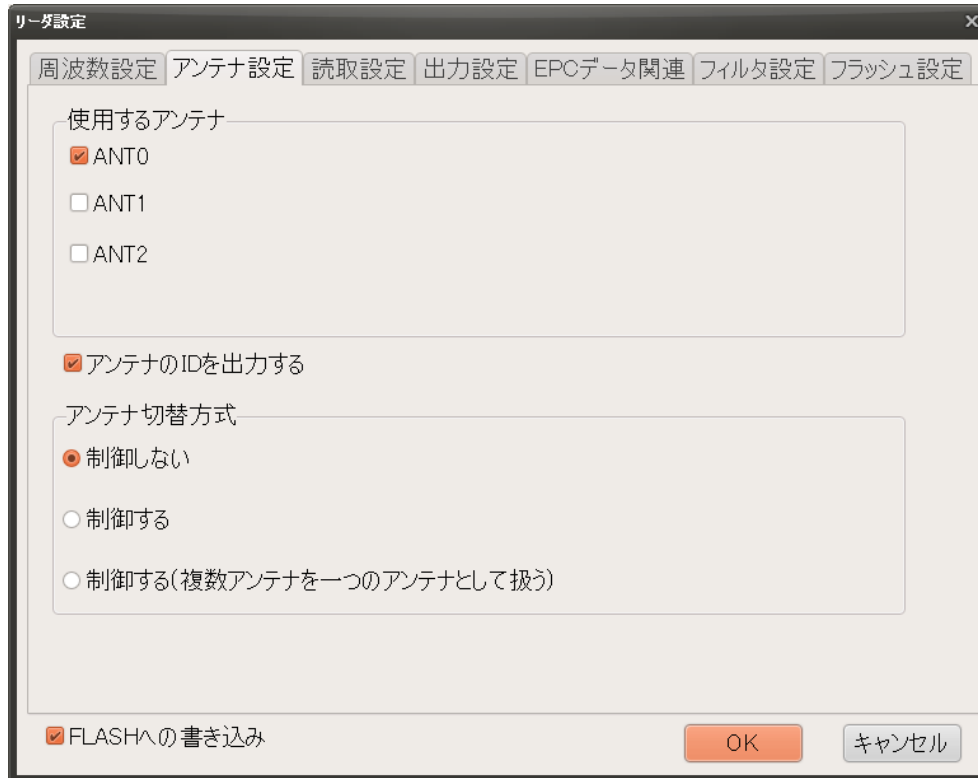 リーダ設定
周波数設定 アンテナ設定 読取設定 出力設定 EPCデータ関連 フィルタ設定 フラッシュ設定
使用するアンテナ
ANT0
ANT1
ANT2
アンテナのIDを出力する
アンテナ切替方式
制御しない
制御する
制御する(複数アンテナを一つのアンテナとして扱う)
FLASHへの書き込み OK キャンセル